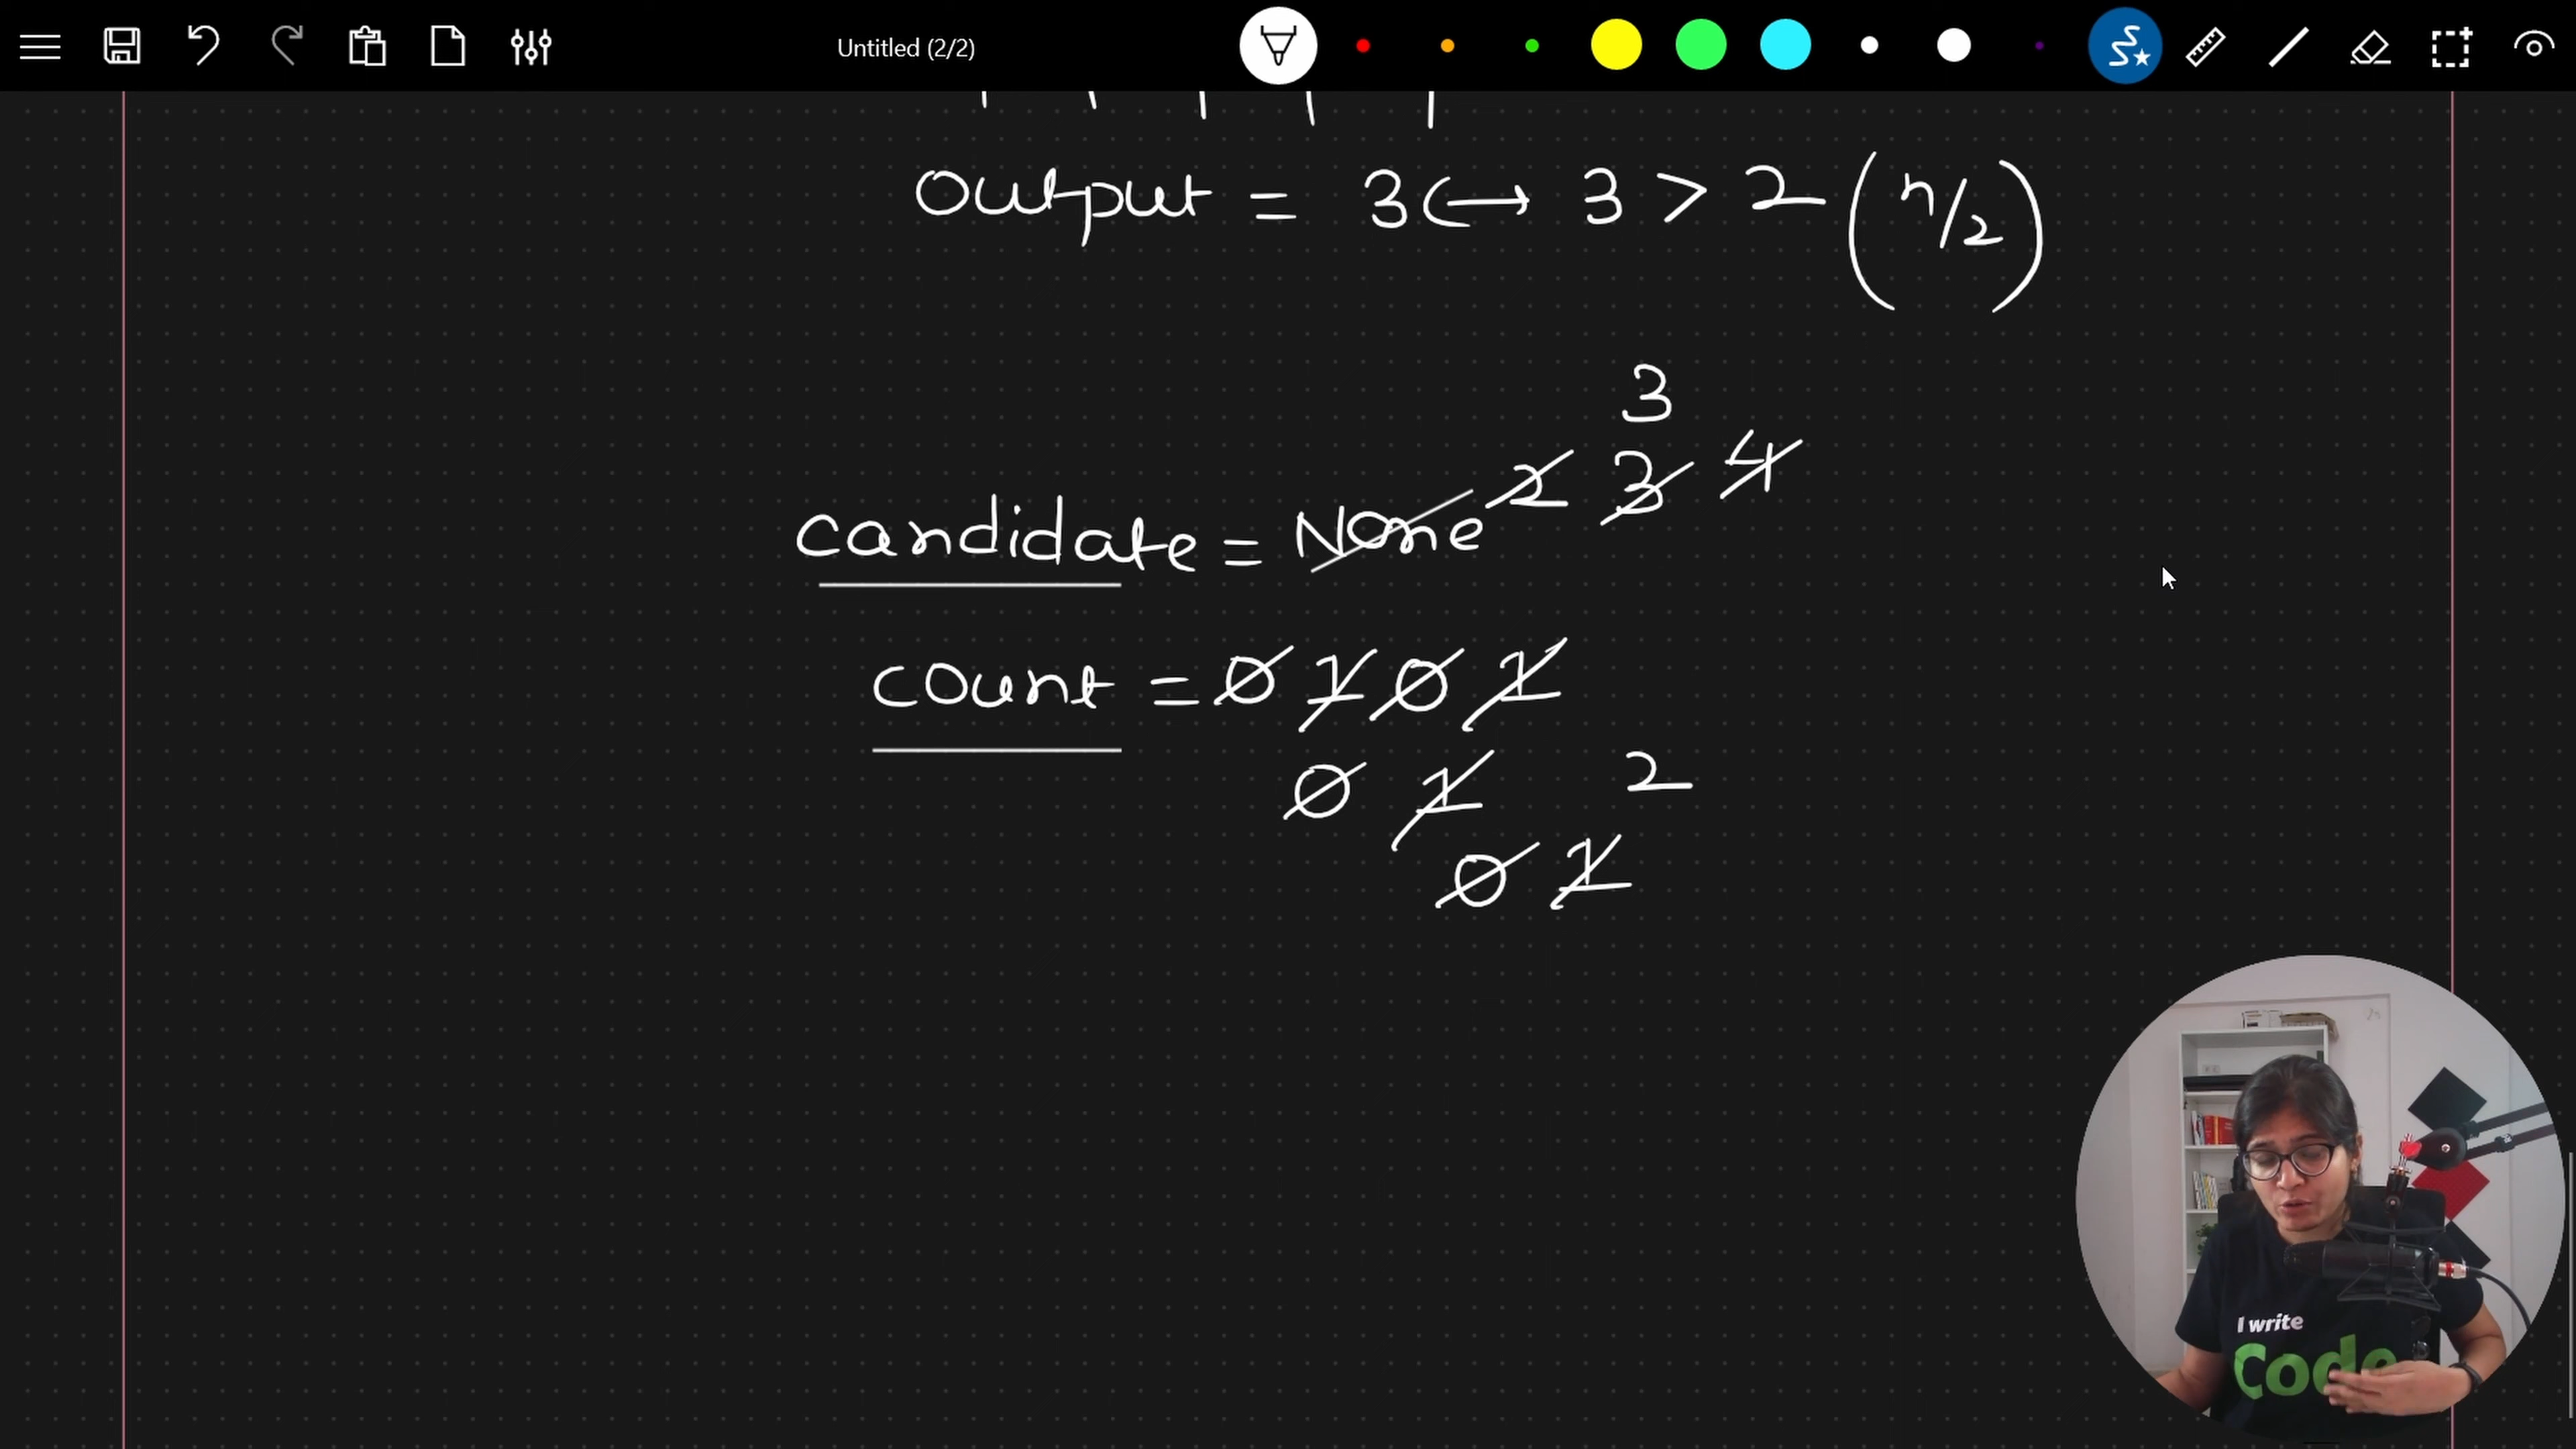 Untitled (2/2)
Output = 3 ↔ 3 > 2 (n/2)
3
candidate = None 2 3 4
count = 0 1 0 1
0 1 2
0 1
I write
Code